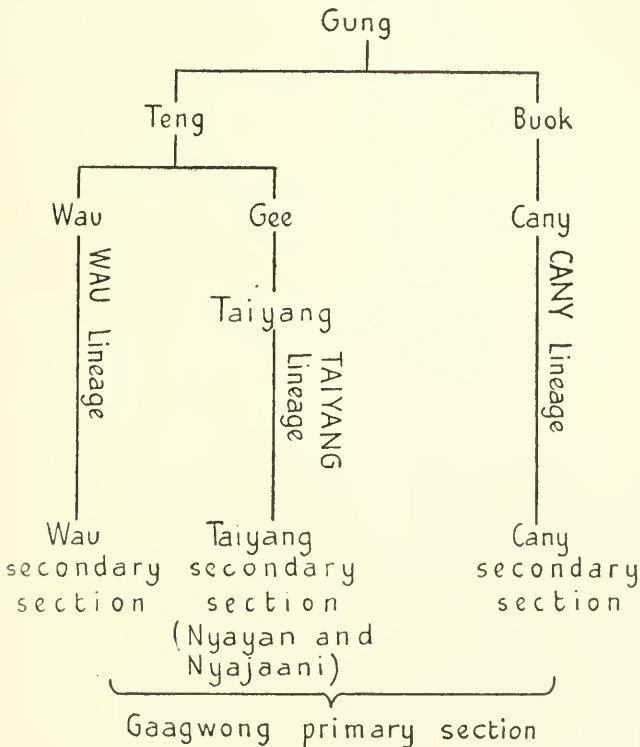 Gung
Teng Buok
Wau Gee Cany
WAU Lineage
Taiyang
TAIYANG
Lineage
CANY Lineage
Wau Taiyang Cany
secondary secondary secondary
section section section
(Nyayan and
Nyajaani)
Gaagwong primary section